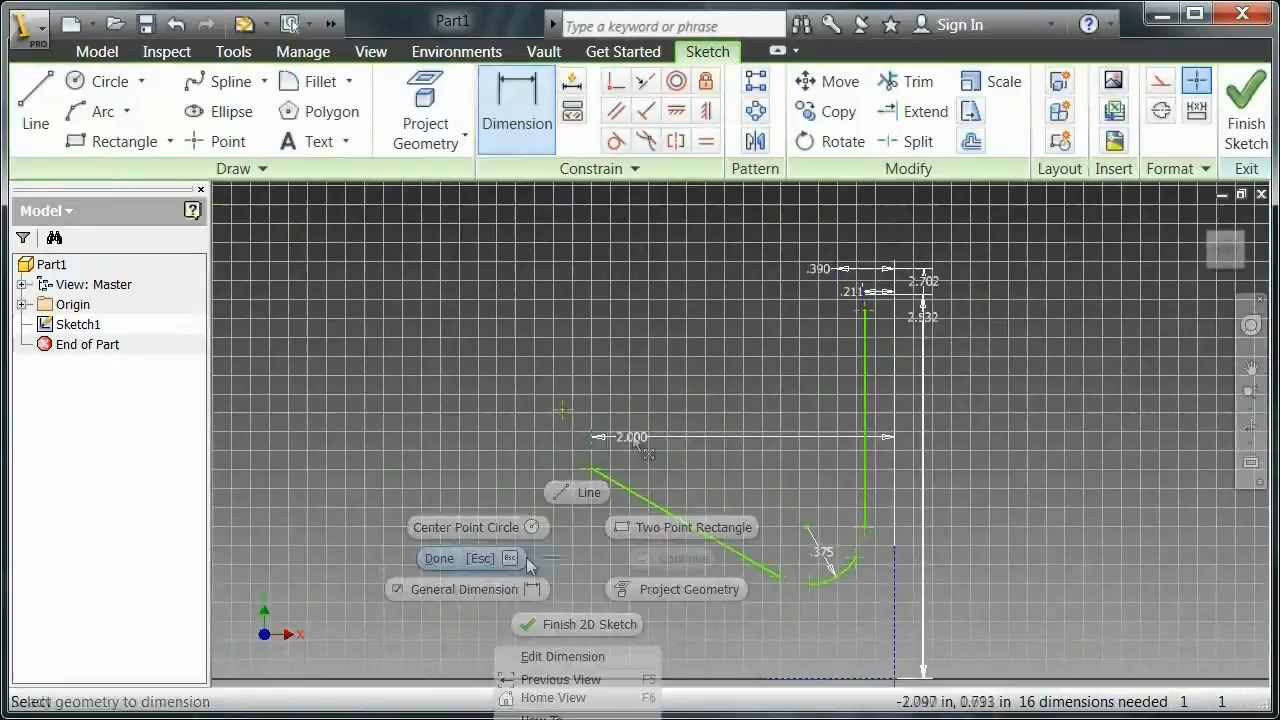 Part1
Type a keyword or phrase
Sign In
PRO
Model Inspect Tools Manage View Environments Vault Get Started Sketch
Line
Circle
Arc
Rectangle
Spline
Ellipse
Point
Fillet
Polygon
Text
Project
Geometry
Dimension
Move
Copy
Rotate
Trim
Extend
Split
Scale
Finish
Sketch
Draw Constrain Pattern Modify Layout Insert Format Exit
Model
Part1
View: Master
Origin
Sketch1
End of Part
.390
2.702
.211
2.532
2.000
.375
Line
Center Point Circle
Two Point Rectangle
Done [Esc] Esc
Continue
General Dimension
Project Geometry
Finish 2D Sketch
Edit Dimension
Previous View F5
Home View F6
How To
X
Select geometry to dimension
-2.097 in, 0.793 in 16 dimensions needed 1 1